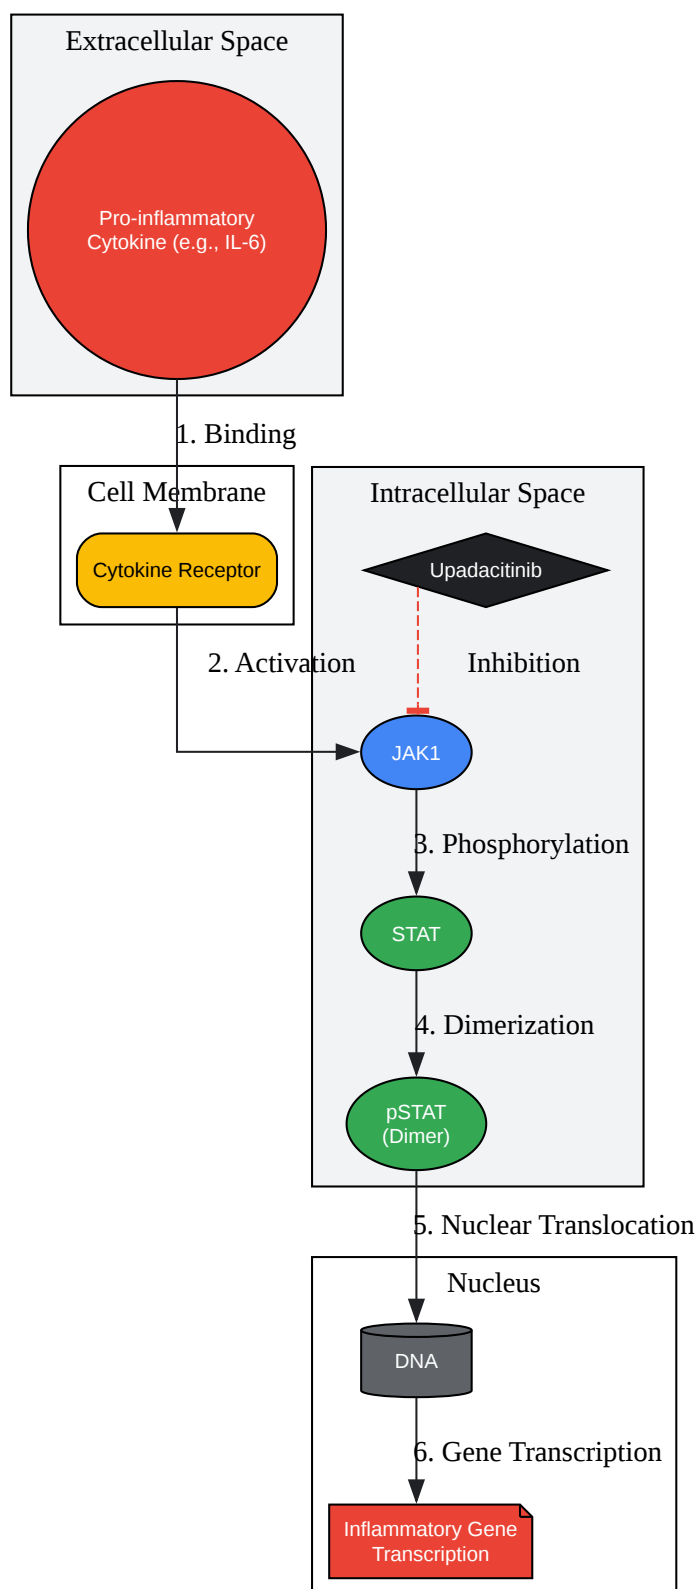 Extracellular Space
Pro-inflammatory
Cytokine (e.g., IL-6)
1. Binding
Cell Membrane
Cytokine Receptor
Intracellular Space
Upadacitinib
2. Activation
Inhibition
JAK1
3. Phosphorylation
STAT
4. Dimerization
pSTAT
(Dimer)
5. Nuclear Translocation
Nucleus
DNA
6. Gene Transcription
Inflammatory Gene
Transcription